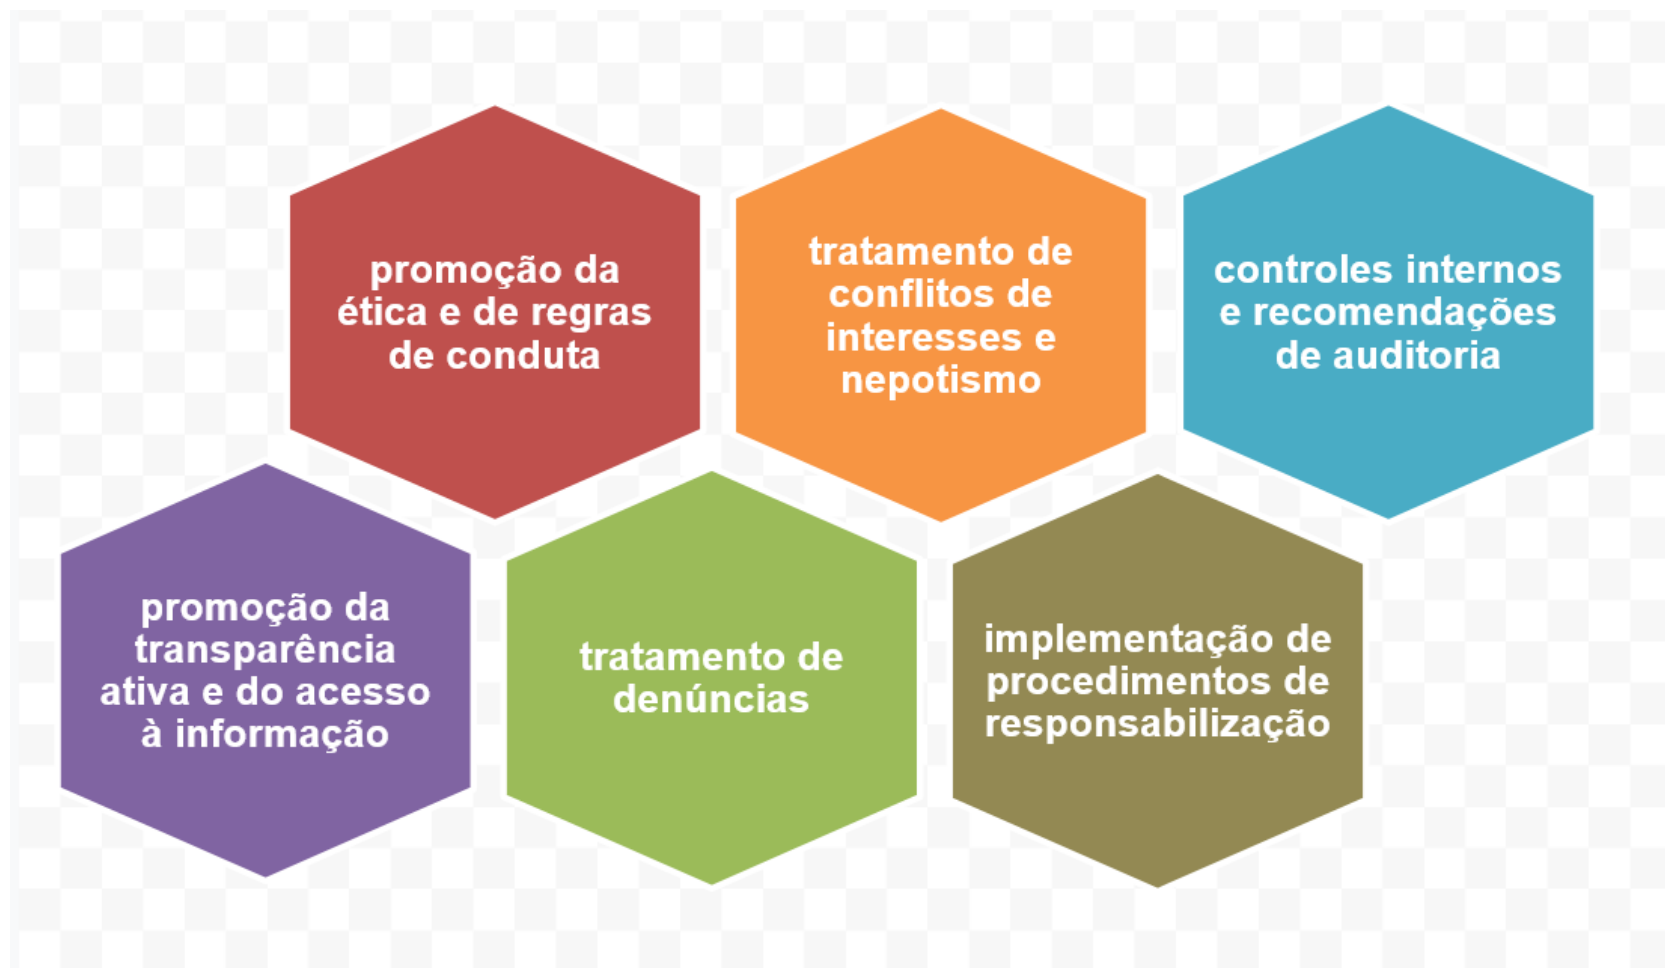 promoção da
ética e de regras
de conduta
tratamento de
conflitos de
interesses e
nepotismo
controles internos
e recomendações
de auditoria
promoção da
transparência
ativa e do acesso
à informação
tratamento de
denúncias
implementação de
procedimentos de
responsabilização